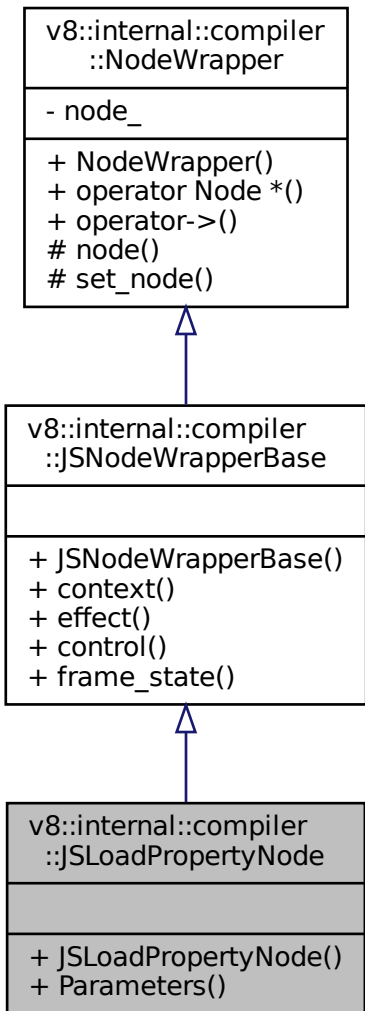 v8::internal::compiler
::NodeWrapper
- node_
+ NodeWrapper()
+ operator Node *()
+ operator->()
# node()
# set_node()
v8::internal::compiler
::JSNodeWrapperBase
+ JSNodeWrapperBase()
+ context()
+ effect()
+ control()
+ frame_state()
v8::internal::compiler
::JSLoadPropertyNode
+ JSLoadPropertyNode()
+ Parameters()